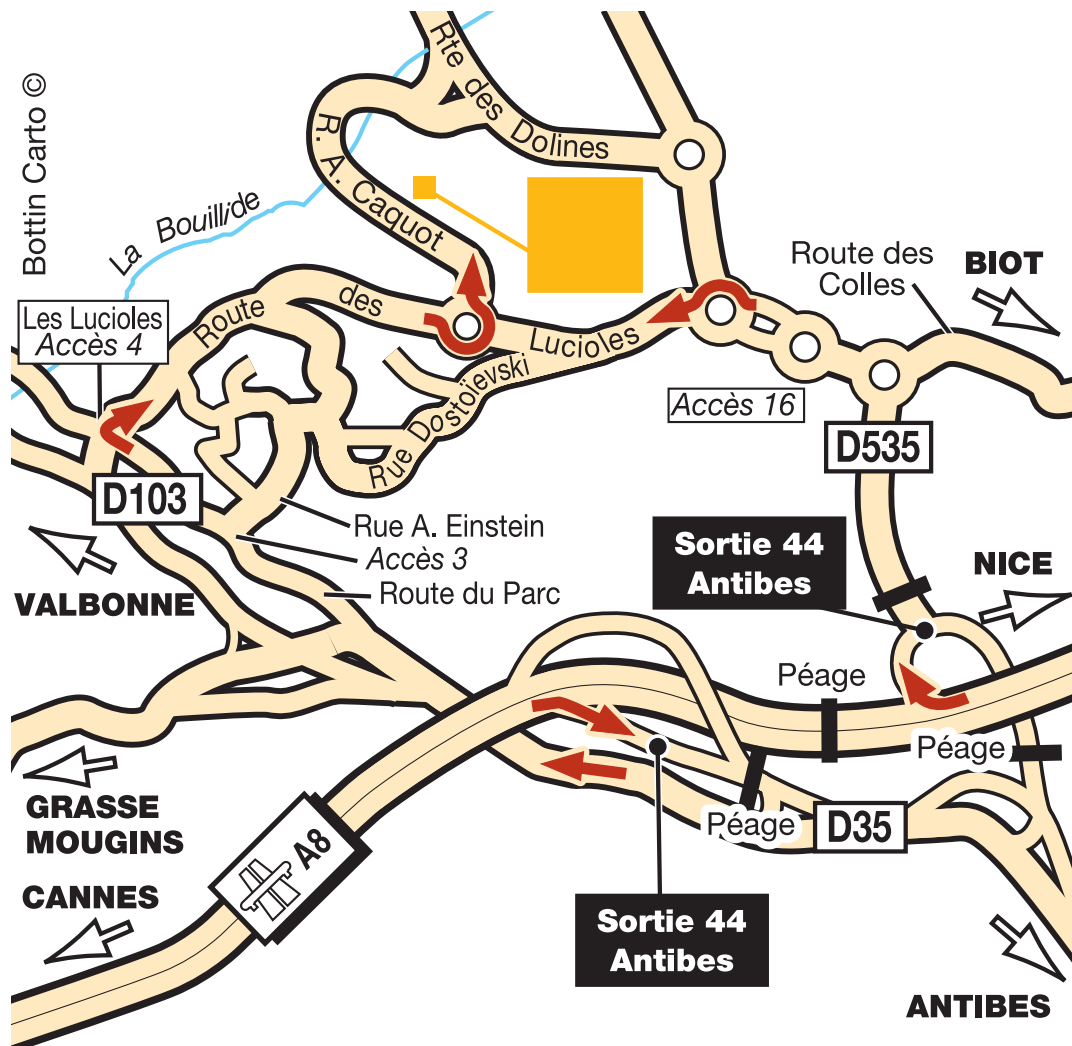 Bottin Carto ©
Rte des Dolines
R. A. Caquot
La Bouillide
Route des
Colles
BIOT
Les Lucioles
Accès 4
Route des Lucioles
Rue Dostoïevski
Accès 16
D535
D103
Rue A. Einstein
Accès 3
Route du Parc
Sortie 44
Antibes
NICE
VALBONNE
Péage
Péage
GRASSE
MOUGINS
Péage
D35
A8
CANNES
Sortie 44
Antibes
ANTIBES